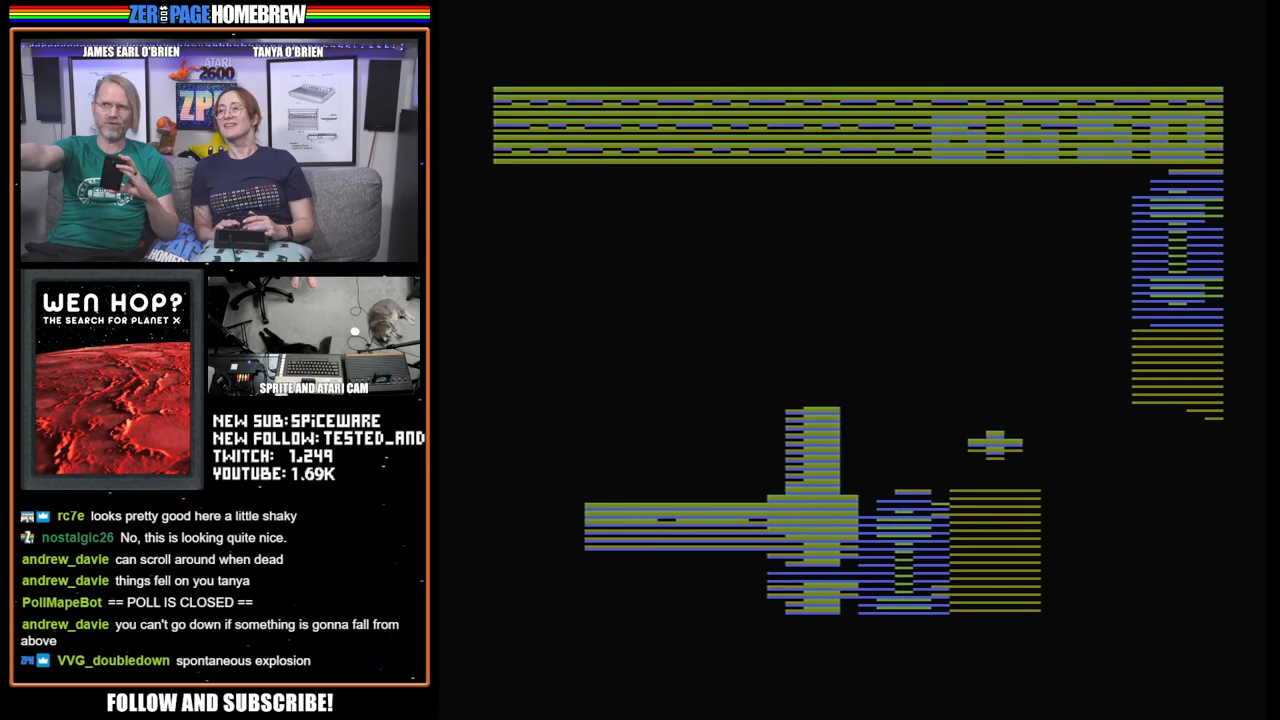 ZERO PAGE HOMEBREW
JAMES EARL O'BRIEN
TANYA O'BRIEN
ATARI
2600
WEN HOP?
THE SEARCH FOR PLANET X
SPRITE AND ATARI CAM
NEW SUB: SPICEWARE
NEW FOLLOW: TESTED_AND
TWITCH: 1,249
YOUTUBE: 1.69K
rc7e looks pretty good here a little shaky
nostalgic26 No, this is looking quite nice.
andrew_davie can scroll around when dead
andrew_davie things fell on you tanya
PollMapeBot == POLL IS CLOSED ==
andrew_davie you can't go down if something is gonna fall from
above
VVG_doubledown spontaneous explosion
FOLLOW AND SUBSCRIBE!